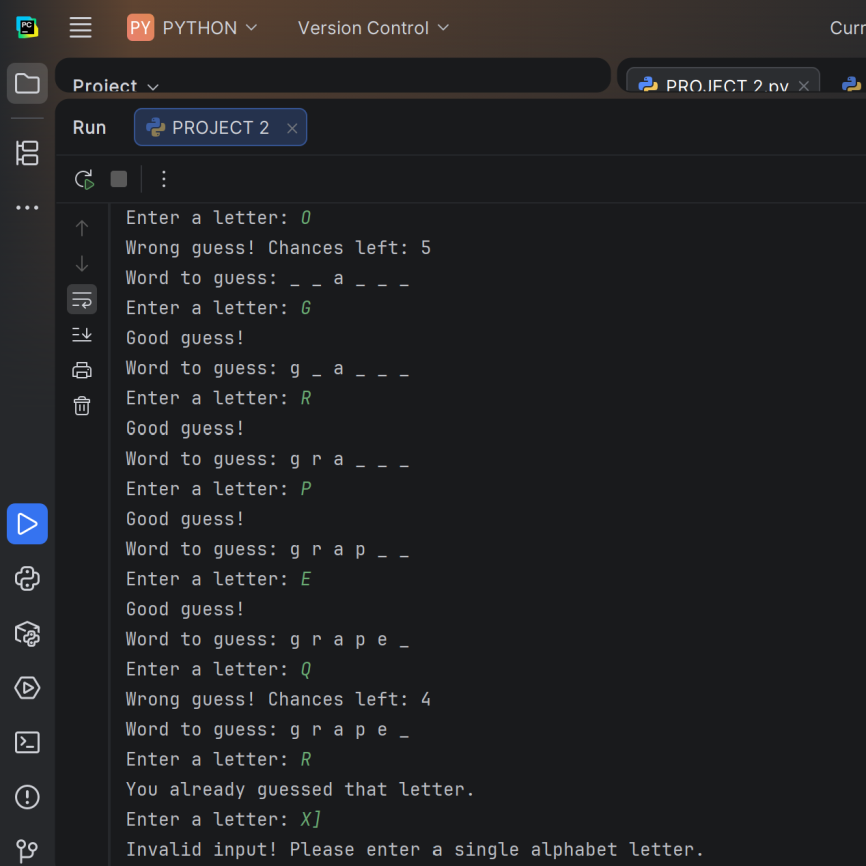 PC
PY PYTHON
Version Control
Curr
Project
PROJECT 2.py
Run
PROJECT 2
Enter a letter: O
Wrong guess! Chances left: 5
Word to guess: _ _ a _ _ _
Enter a letter: G
Good guess!
Word to guess: g _ a _ _ _
Enter a letter: R
Good guess!
Word to guess: g r a _ _ _
Enter a letter: P
Good guess!
Word to guess: g r a p _ _
Enter a letter: E
Good guess!
Word to guess: g r a p e _
Enter a letter: Q
Wrong guess! Chances left: 4
Word to guess: g r a p e _
Enter a letter: R
You already guessed that letter.
Enter a letter: X]
Invalid input! Please enter a single alphabet letter.